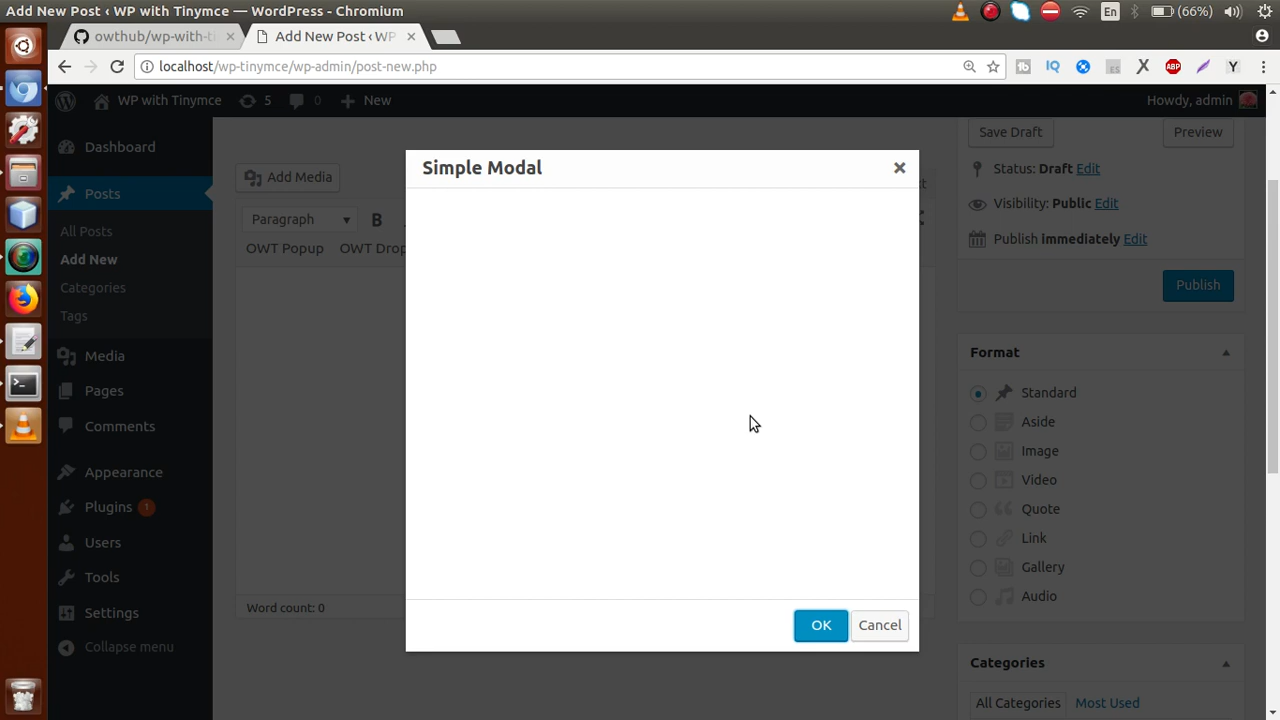 Add New Post ‹ WP with Tinymce — WordPress - Chromium
En
(66%)
owthub/wp-with-ti
Add New Post ‹ WP
localhost/wp-tinymce/wp-admin/post-new.php
IQ
ES
X
ABP
Y
WP with Tinymce
5
0
New
Howdy, admin
Dashboard
Posts
All Posts
Add New
Categories
Tags
Media
Pages
Comments
Appearance
Plugins 1
Users
Tools
Settings
Collapse menu
Add Media
Paragraph
B
OWT Popup
OWT Drop
Word count: 0
Simple Modal
OK
Cancel
Save Draft
Preview
Status: Draft Edit
Visibility: Public Edit
Publish immediately Edit
Publish
Format
Standard
Aside
Image
Video
Quote
Link
Gallery
Audio
Categories
All Categories
Most Used